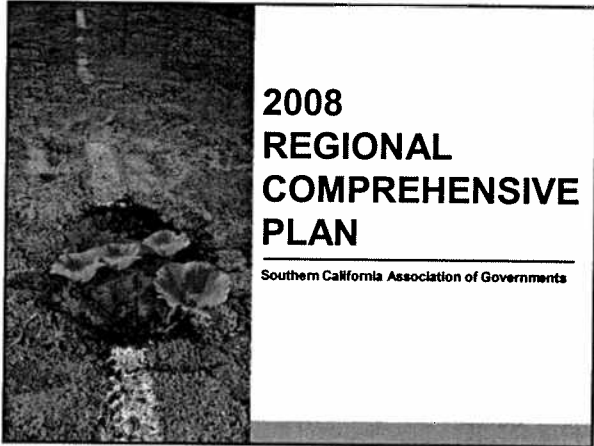 2008
REGIONAL
COMPREHENSIVE
PLAN
Southern California Association of Governments